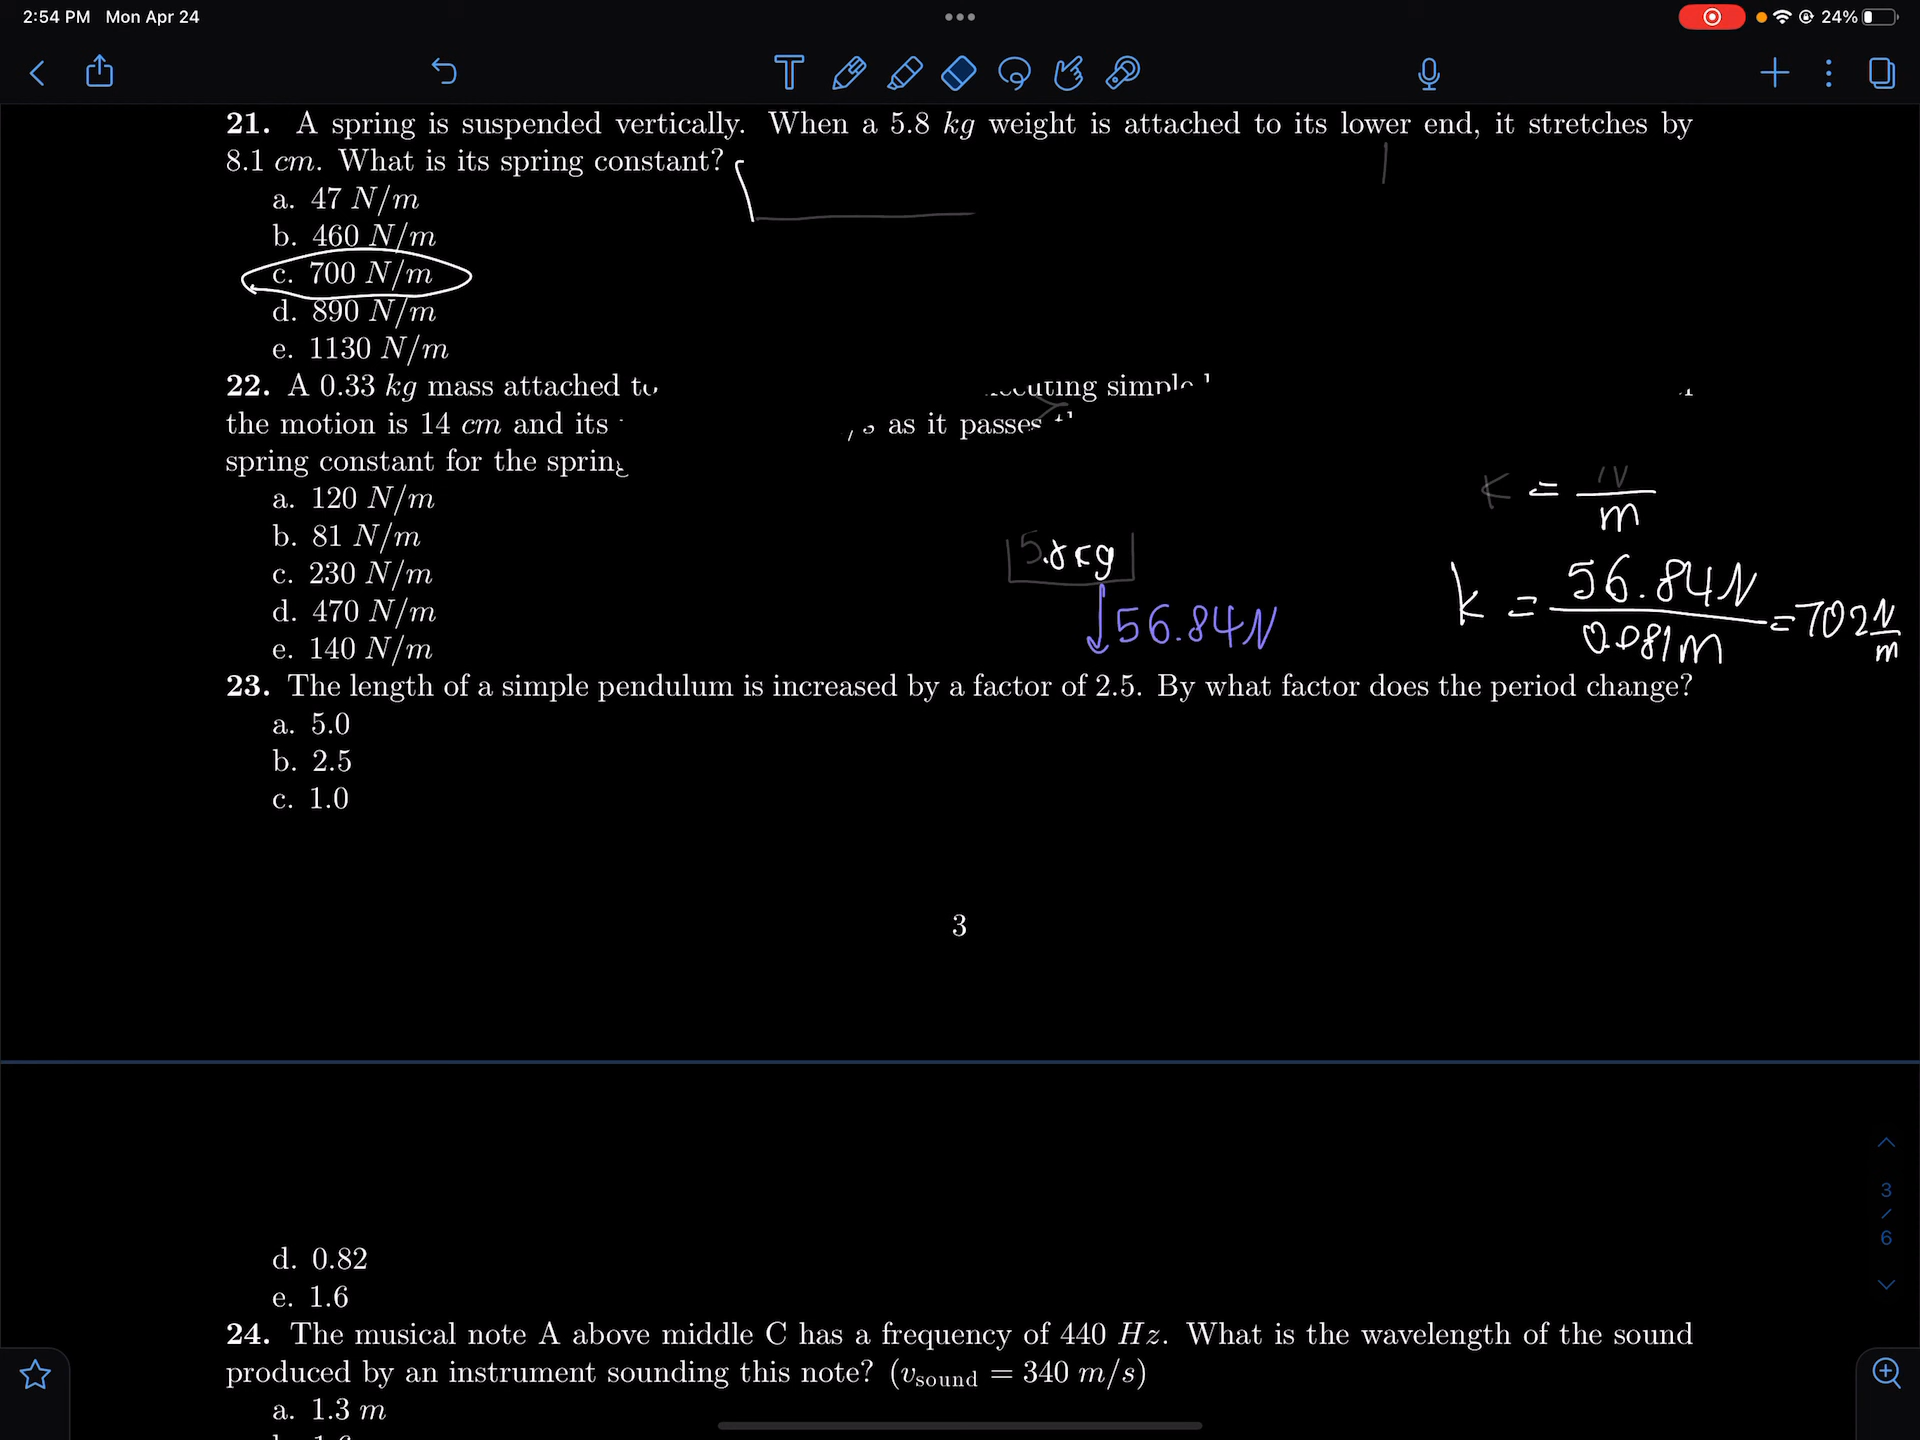 2:54 PM Mon Apr 24
24%
21. A spring is suspended vertically. When a 5.8 kg weight is attached to its lower end, it stretches by
8.1 cm. What is its spring constant?
a. 47 N/m
b. 460 N/m
c. 700 N/m
d. 890 N/m
e. 1130 N/m
22. A 0.33 kg mass attached
the motion is 14 cm and its as it passes
spring constant for the spring
a. 120 N/m
b. 81 N/m
c. 230 N/m
d. 470 N/m
e. 140 N/m
K = N/m
5.8 kg
56.84N
k = 56.84N/0.081m = 702 N/m
23. The length of a simple pendulum is increased by a factor of 2.5. By what factor does the period change?
a. 5.0
b. 2.5
c. 1.0
3
3
/
6
d. 0.82
e. 1.6
24. The musical note A above middle C has a frequency of 440 Hz. What is the wavelength of the sound
produced by an instrument sounding this note? (vsound = 340 m/s)
a. 1.3 m